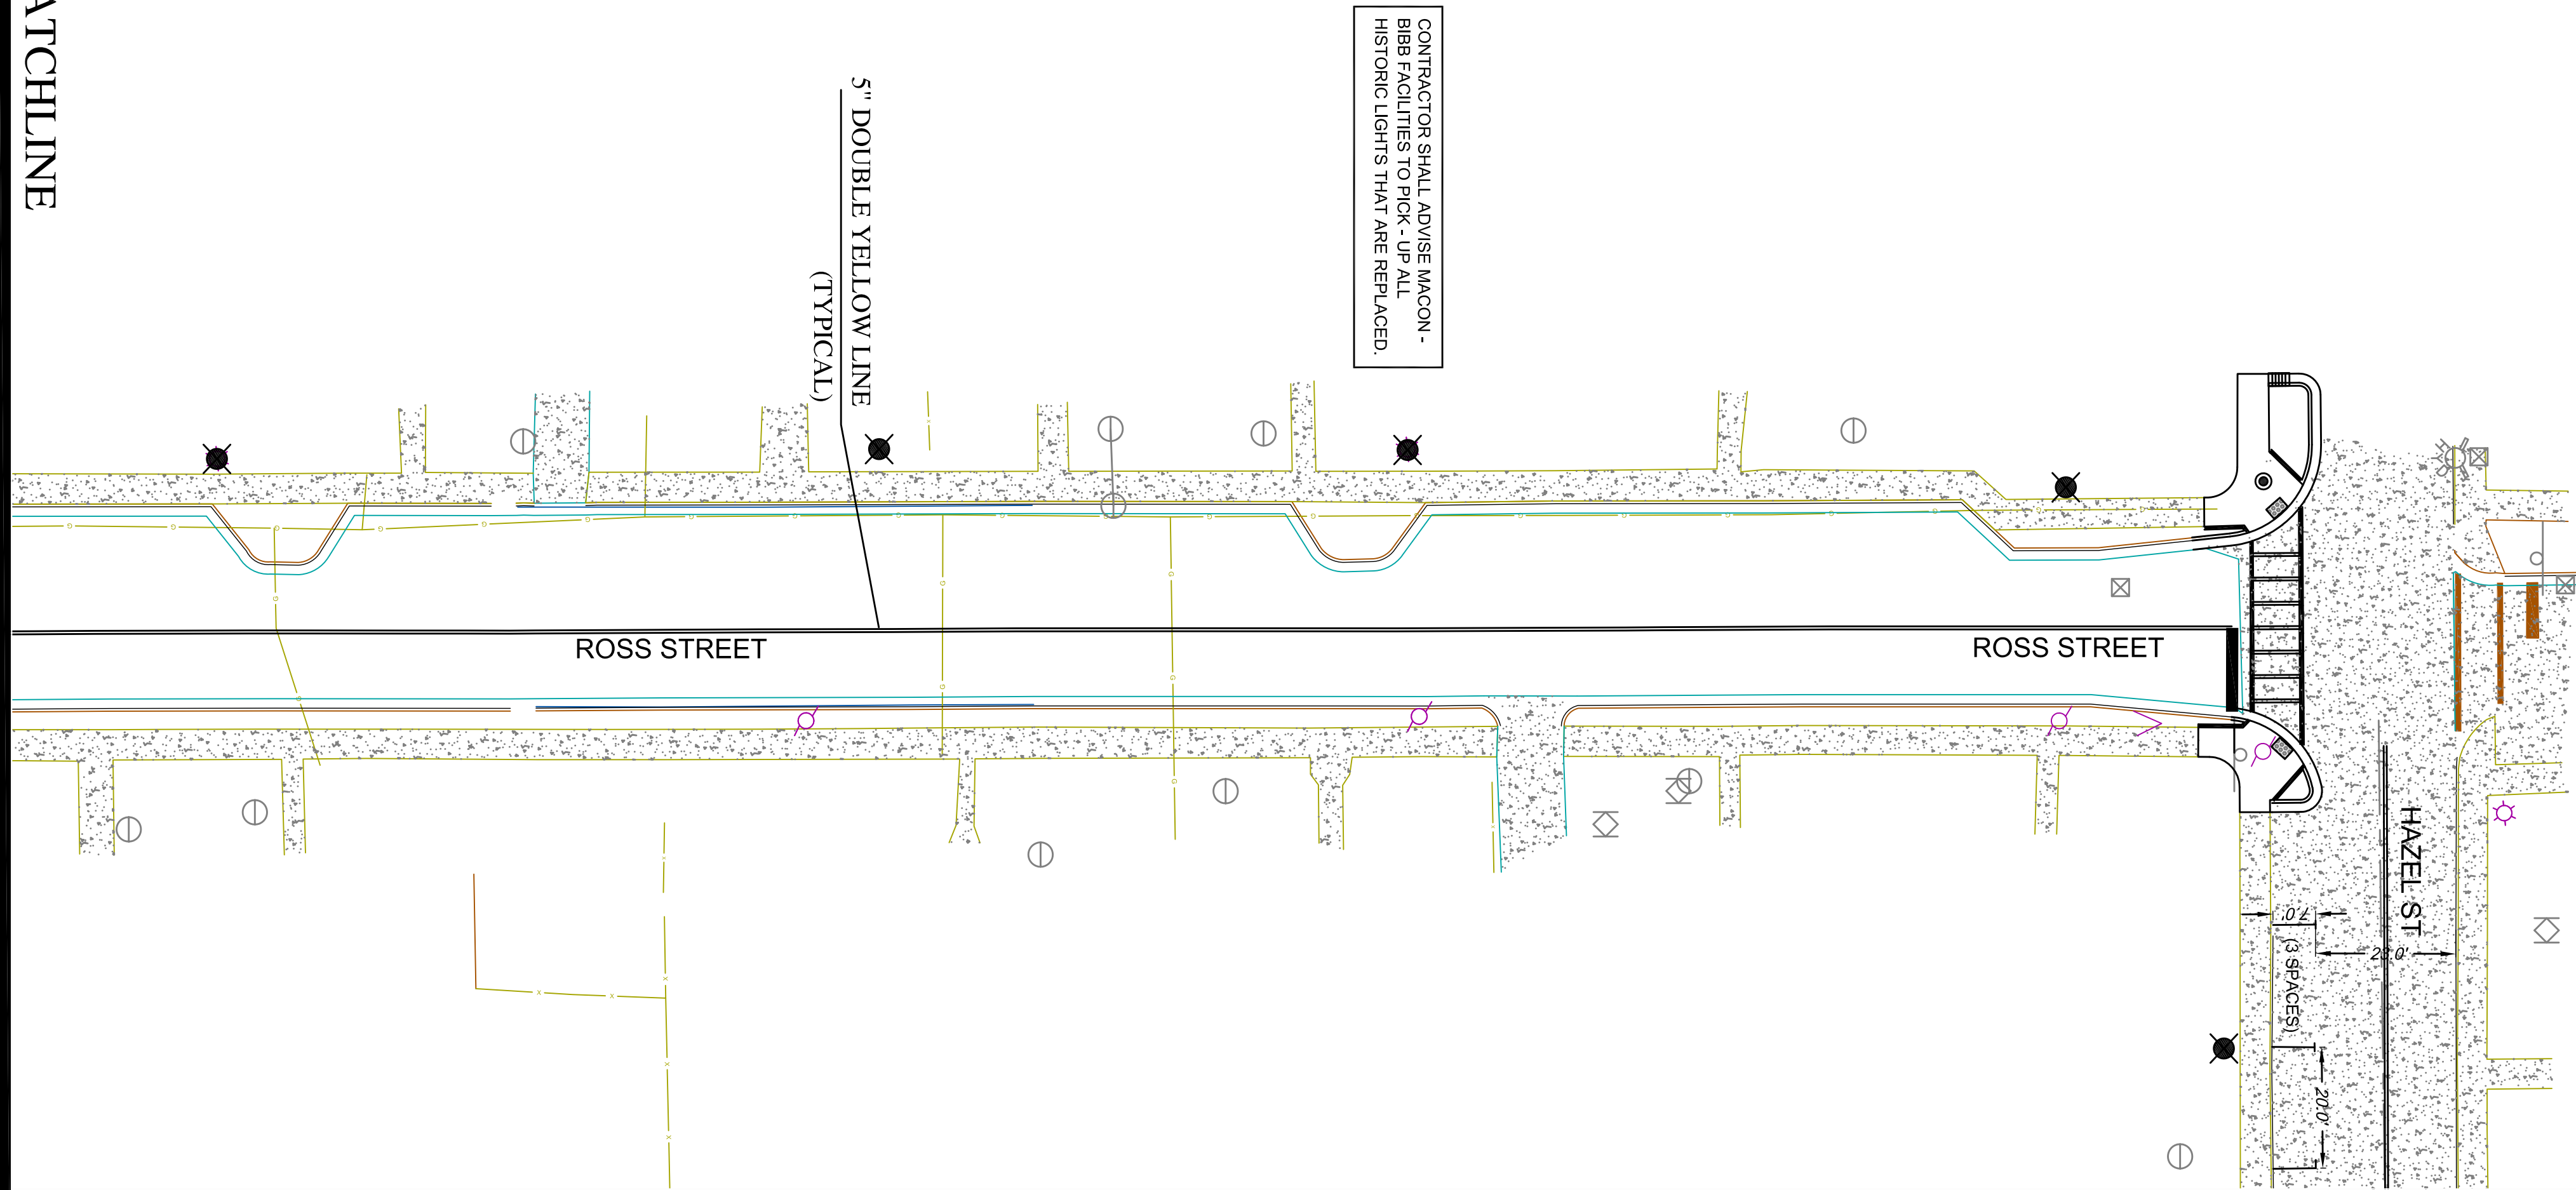 ATCHLINE
5" DOUBLE YELLOW LINE
(TYPICAL)
CONTRACTOR SHALL ADVISE MACON -
BIBB FACILITIES TO PICK - UP ALL
HISTORIC LIGHTS THAT ARE REPLACED.
ROSS STREET
ROSS STREET
HAZEL ST
7.0'
23.0'
(3 SPACES)
20.0'